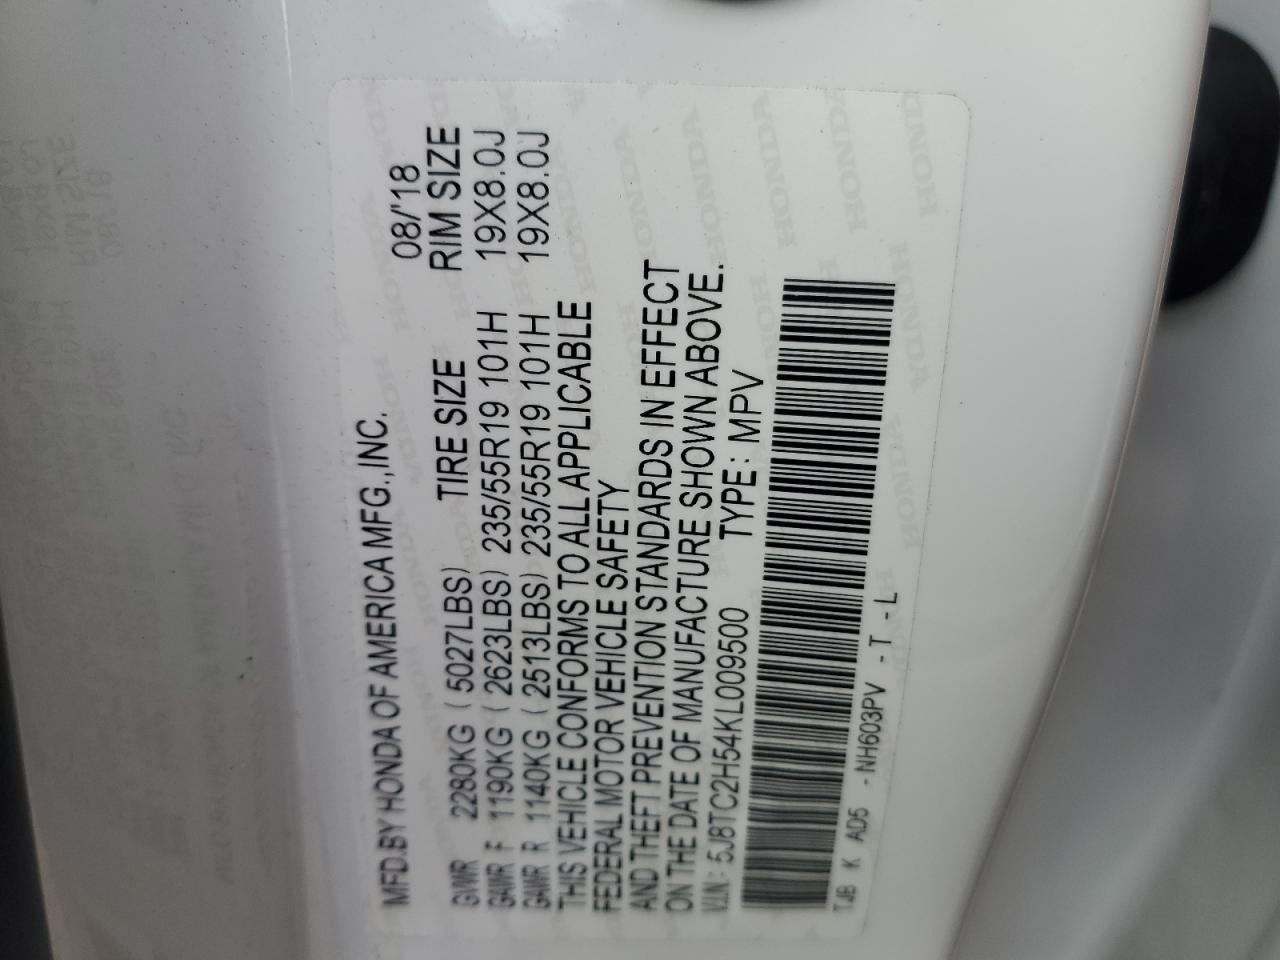 MFD.BY HONDA OF AMERICA MFG.,INC. 08/'18
GVWR 2280KG (5027LBS) TIRE SIZE RIM SIZE
GAWR F 1190KG (2623LBS) 235/55R19 101H 19X8.0J
GAWR R 1140KG (2513LBS) 235/55R19 101H 19X8.0J
THIS VEHICLE CONFORMS TO ALL APPLICABLE
FEDERAL MOTOR VEHICLE SAFETY
AND THEFT PREVENTION STANDARDS IN EFFECT
ON THE DATE OF MANUFACTURE SHOWN ABOVE.
V.I.N: 5J8TC2H54KL009500 TYPE: MPV
TJB K AD5 -NH603PV -T -L